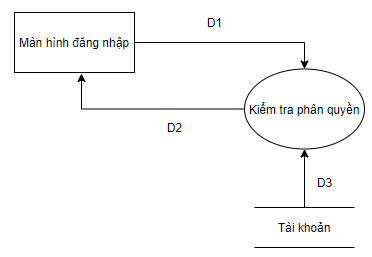 D1
Màn hình đăng nhập
Kiểm tra phân quyền
D2
D3
Tài khoản